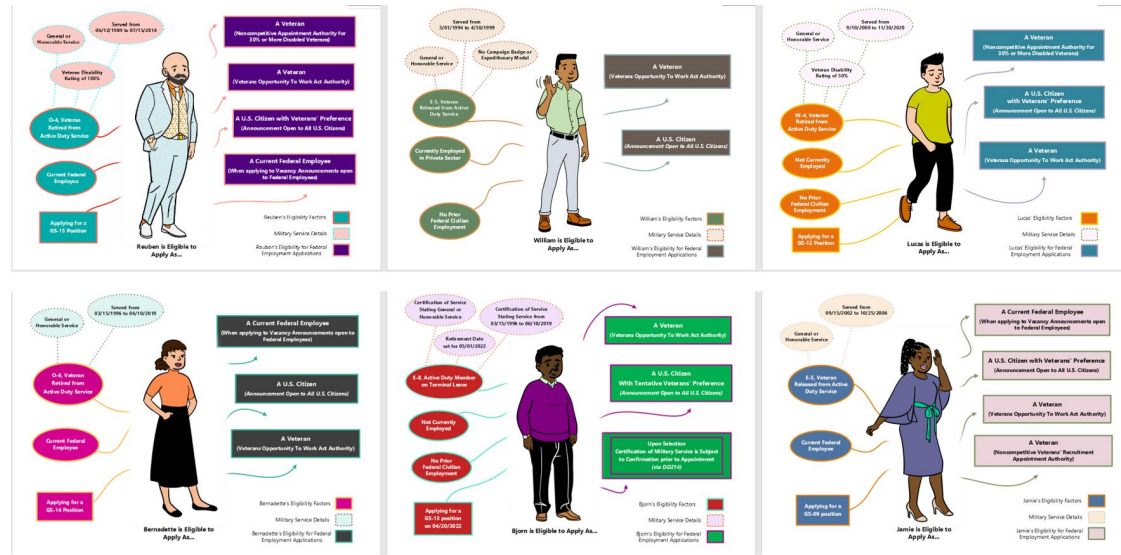 General or
Honorable Service
Served from
06/12/1989 to 07/15/2014
Veteran Disability
Rating of 100%
O-4, Veteran
Retired from
Active Duty Service
Current Federal
Employee
Applying for a
GS-15 Position
A Veteran
(Noncompetitive Appointment Authority for
30% or More Disabled Veterans)
A Veteran
(Veterans Opportunity To Work Act Authority)
A U.S. Citizen with Veterans' Preference
(Announcement Open to All U.S. Citizens)
A Current Federal Employee
(When applying to Vacancy Announcements open
to Federal Employees)
Reuben is Eligible to
Apply As...
Reuben's Eligibility Factors
Military Service Details
Reuben's Eligibility for Federal
Employment Applications
Served from
3/01/1994 to 4/30/1999
General or
Honorable Service
No Campaign Badge or
Expeditionary Medal
E-5, Veteran
Released from Active
Duty Service
Currently Employed
in Private Sector
No Prior
Federal Civilian
Employment
A Veteran
(Veterans Opportunity To Work Act Authority)
A U.S. Citizen
(Announcement Open to All U.S. Citizens)
William is Eligible to
Apply As...
William's Eligibility Factors
Military Service Details
William's Eligibility for Federal
Employment Applications
General or
Honorable Service
Served from
9/10/2000 to 11/30/2020
Veteran Disability
Rating of 50%
W-4, Veteran
Retired from
Active Duty Service
Not Currently
Employed
No Prior
Federal Civilian
Employment
Applying for a
GS-12 Position
A Veteran
(Noncompetitive Appointment Authority for
30% or More Disabled Veterans)
A U.S. Citizen
with Veterans' Preference
(Announcement Open to All U.S. Citizens)
A Veteran
(Veterans Opportunity To Work Act Authority)
Lucas is Eligible to
Apply As...
Lucas' Eligibility Factors
Military Service Details
Lucas' Eligibility for Federal
Employment Applications
General or
Honorable Service
Served from
03/15/1996 to 06/10/2019
O-6, Veteran
Retired from
Active Duty Service
Current Federal
Employee
Applying for a
GS-14 Position
A Current Federal Employee
(When applying to Vacancy Announcements open to
Federal Employees)
A U.S. Citizen
(Announcement Open to All U.S. Citizens)
A Veteran
(Veterans Opportunity To Work Act Authority)
Bernadette is Eligible to
Apply As...
Bernadette's Eligibility Factors
Military Service Details
Bernadette's Eligibility for Federal
Employment Applications
Certification of Service
Stating General or
Honorable Service
Certification of Service
Stating Service from
03/15/1996 to 06/10/2019
Retirement Date
set for 05/01/2022
E-8, Active Duty Member
on Terminal Leave
Not Currently
Employed
No Prior
Federal Civilian
Employment
Applying for a
GS-13 position
on 04/20/2022
A Veteran
(Veterans Opportunity To Work Act Authority)
A U.S. Citizen
With Tentative Veterans' Preference
(Announcement Open to All U.S. Citizens)
Upon Selection
Certification of Military Service is Subject
to Confirmation prior to Appointment
(via DD214)
Bjorn is Eligible to Apply As...
Bjorn's Eligibility Factors
Military Service Details
Bjorn's Eligibility for Federal
Employment Applications
Served from
09/15/2002 to 10/25/2006
General or
Honorable Service
E-5, Veteran
Released from Active
Duty Service
Current Federal
Employee
Applying for a
GS-09 position
A Current Federal Employee
(When applying to Vacancy Announcements open
to Federal Employees)
A U.S. Citizen with Veterans' Preference
(Announcement Open to All U.S. Citizens)
A Veteran
(Veterans Opportunity To Work Act Authority)
A Veteran
(Noncompetitive Veterans' Recruitment
Appointment Authority)
Jamie is Eligible to
Apply As...
Jamie's Eligibility Factors
Military Service Details
Jamie's Eligibility for Federal
Employment Applications